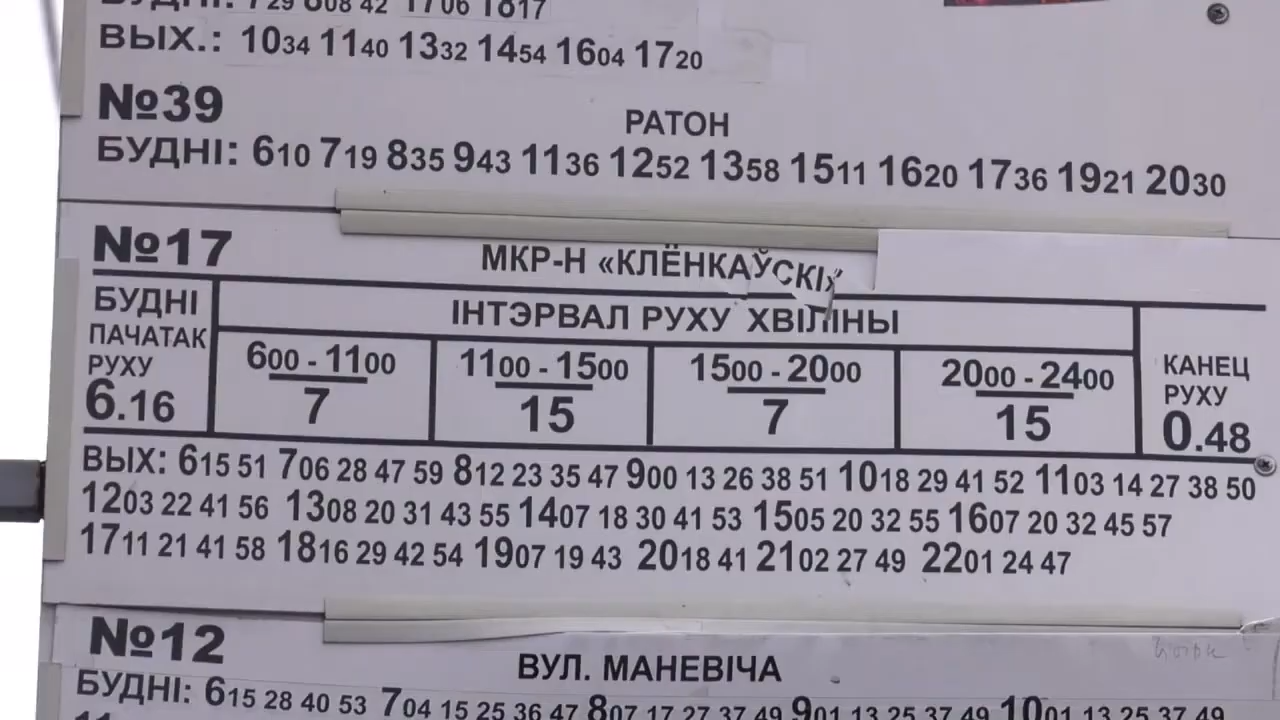 ВЫХ.: 1034 1140 1332 1454 1604 1720
№39
РАТОН
БУДНІ: 610 719 835 943 1136 1252 1358 1511 1620 1736 1921 2030
№17
МКР-Н «КЛЁНКАЎСКІ»
БУДНІ
ПАЧАТАК
РУХУ
6.16
ІНТЭРВАЛ РУХУ ХВІЛІНЫ
600 - 1100
7
1100 - 1500
15
1500 - 2000
7
2000 - 2400
15
КАНЕЦ
РУХУ
0.48
ВЫХ: 615 51 706 28 47 59 812 23 35 47 900 13 26 38 51 1018 29 41 52 1103 14 27 38 50
1203 22 41 56 1308 20 31 43 55 1407 18 30 41 53 1505 20 32 55 1607 20 32 45 57
1711 21 41 58 1816 29 42 54 1907 19 43 2018 41 2102 27 49 2201 24 47
№12
ВУЛ. МАНЕВІЧА
БУДНІ: 615 28 40 53 704 15 25 36 47 807 17 27 37 49 901 13 25 37 49 1001 13 25 37 49